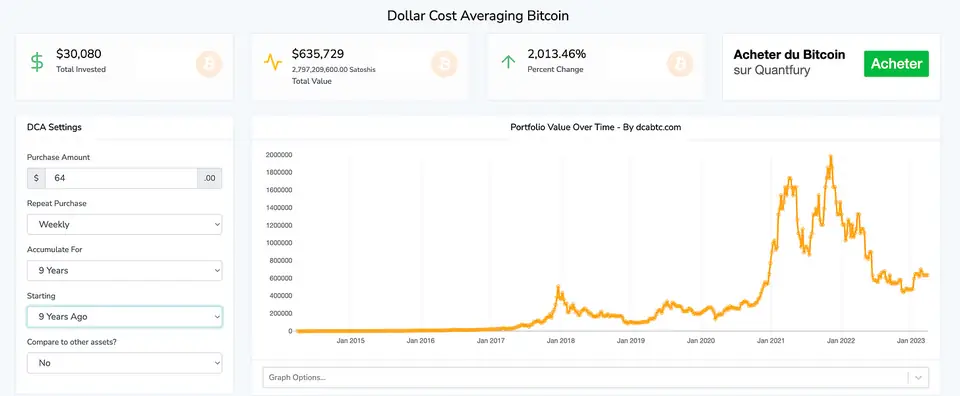 Dollar Cost Averaging Bitcoin
$30,080
Total Invested
$635,729
2,797,209,600.00 Satoshis
Total Value
2,013.46%
Percent Change
Acheter du Bitcoin
sur Quantfury
Acheter
DCA Settings
Purchase Amount
$ 64 .00
Repeat Purchase
Weekly
Accumulate For
9 Years
Starting
9 Years Ago
Compare to other assets?
No
Portfolio Value Over Time - By dcabtc.com
2000000
1800000
1600000
1400000
1200000
1000000
800000
600000
400000
200000
0
Jan 2015 Jan 2016 Jan 2017 Jan 2018 Jan 2019 Jan 2020 Jan 2021 Jan 2022 Jan 2023
Graph Options...